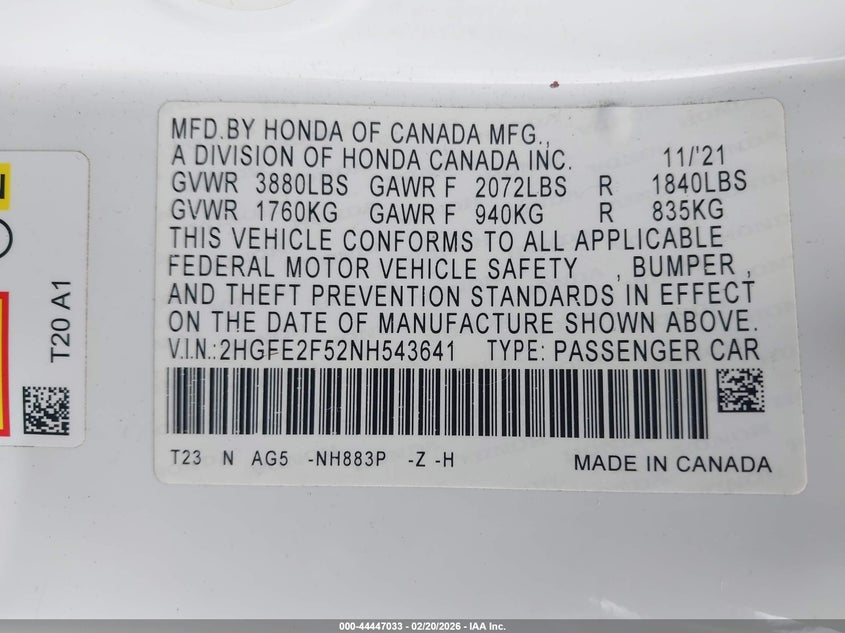 MFD.BY HONDA OF CANADA MFG.,
A DIVISION OF HONDA CANADA INC. 11/'21
GVWR 3880LBS GAWR F 2072LBS R 1840LBS
GVWR 1760KG GAWR F 940KG R 835KG
THIS VEHICLE CONFORMS TO ALL APPLICABLE
FEDERAL MOTOR VEHICLE SAFETY , BUMPER ,
AND THEFT PREVENTION STANDARDS IN EFFECT
ON THE DATE OF MANUFACTURE SHOWN ABOVE.
V.I.N.:2HGFE2F52NH543641 TYPE: PASSENGER CAR
T23 N AG5 -NH883P -Z -H MADE IN CANADA
T20 A1
000-44447033 - 02/20/2026 - IAA Inc.